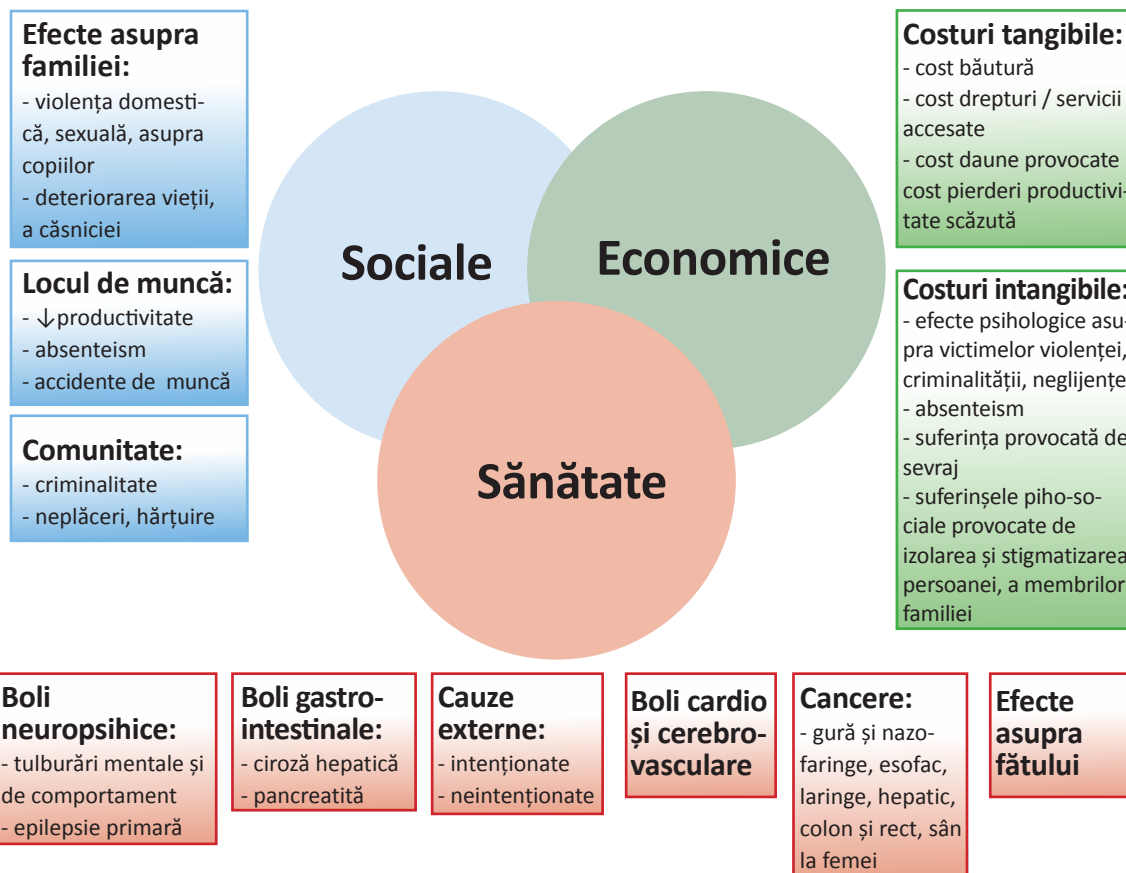 Efecte asupra
familiei:
- violența domesti-
că, sexuală, asupra
copiilor
- deteriorarea vieții,
a căsniciei
Locul de muncă:
- ↓productivitate
- absenteism
- accidente de muncă
Comunitate:
- criminalitate
- neplăceri, hărțuire
Sociale
Economice
Sănătate
Costuri tangibile:
- cost băutură
- cost drepturi / servicii
accesate
- cost daune provocate
cost pierderi productivi-
tate scăzută
Costuri intangibile:
- efecte psihologice asu-
pra victimelor violenței,
criminalității, neglijențe
- absenteism
- suferința provocată de
sevraj
- suferinșele piho-so-
ciale provocate de
izolarea și stigmatizarea
persoanei, a membrilor
familiei
Boli
neuropsihice:
- tulburări mentale și
de comportament
- epilepsie primară
Boli gastro-
intestinale:
- ciroză hepatică
- pancreatită
Cauze
externe:
- intenționate
- neintenționate
Boli cardio
și cerebro-
vasculare
Cancere:
- gură și nazo-
faringe, esofac,
laringe, hepatic,
colon și rect, sân
la femei
Efecte
asupra
fătului